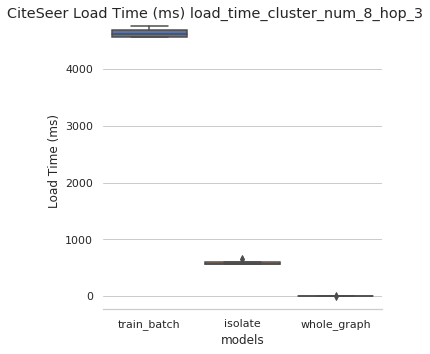 CiteSeer Load Time (ms) load_time_cluster_num_8_hop_3
4000
3000
2000
1000
0
Load Time (ms)
train_batch isolate whole_graph
models